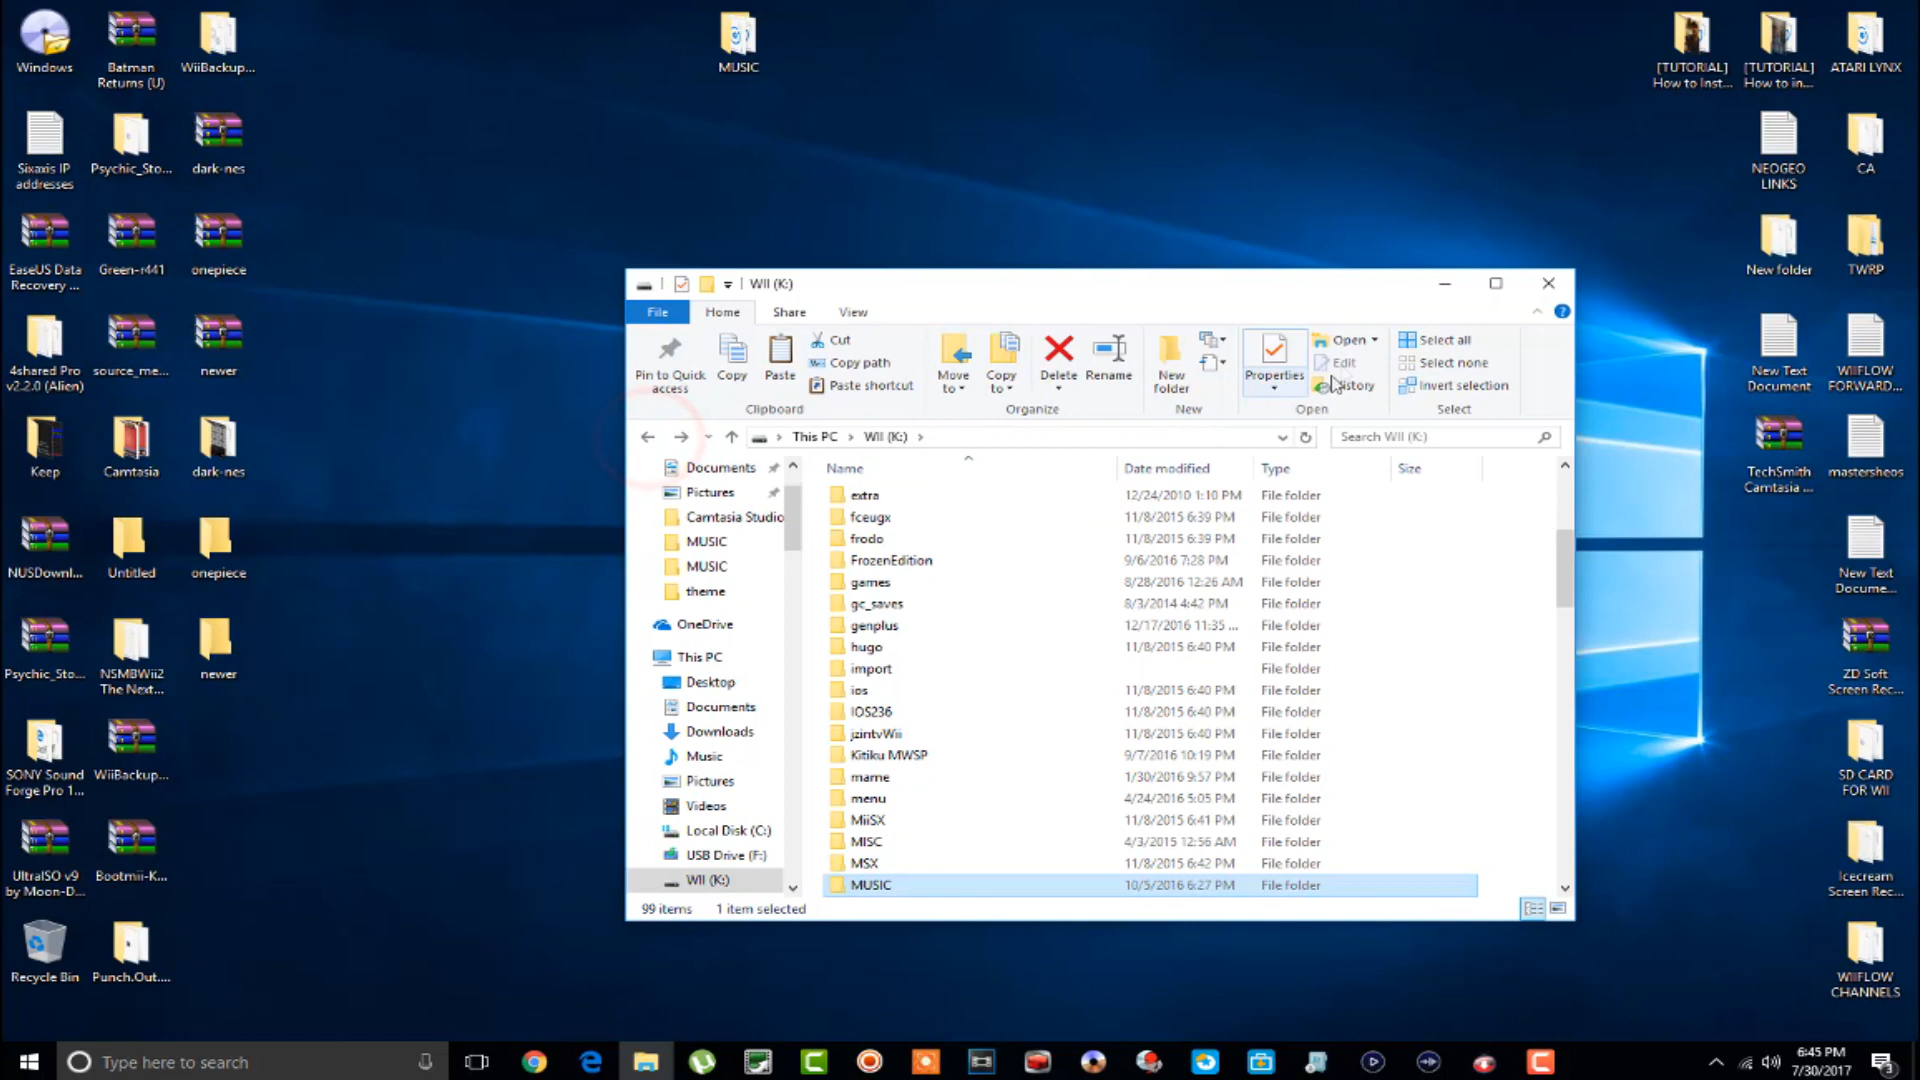 Windows
Batman
Returns (U)
WiiBackup...
MUSIC
[TUTORIAL]
How to Inst...
[TUTORIAL]
How to in...
ATARI LYNX
Sixaxis IP
addresses
Psychic_Sto...
dark-nes
NEOGEO
LINKS
CA
EaseUS Data
Recovery ...
Green-r441
onepiece
New folder
TWRP
4shared Pro
v2.2.0 (Alien)
source_me...
newer
New Text
Document
WIIFLOW
FORWARD...
Keep
Camtasia
dark-nes
TechSmith
Camtasia ...
mastersheos
NUSDownl...
Untitled
onepiece
New Text
Docume...
Psychic_Sto...
NSMBWii2
The Next...
newer
ZD Soft
Screen Rec...
SONY Sound
Forge Pro 1...
WiiBackup...
SD CARD
FOR WII
UltraISO v9
by Moon-D...
Bootmii-K...
Icecream
Screen Rec...
Recycle Bin
Punch.Out....
WIIFLOW
CHANNELS
WII (K:)
File
Home
Share
View
Pin to Quick
access
Copy
Paste
Cut
Copy path
Paste shortcut
Clipboard
Move
to
Copy
to
Delete
Rename
Organize
New
folder
New
Properties
Open
Edit
History
Open
Select all
Select none
Invert selection
Select
This PC
WII (K:)
Search WII (K:)
Documents
Pictures
Camtasia Studio
MUSIC
MUSIC
theme
OneDrive
This PC
Desktop
Documents
Downloads
Music
Pictures
Videos
Local Disk (C:)
USB Drive (F:)
WII (K:)
Name Date modified Type Size
extra 12/24/2010 1:10 PM File folder
fceugx 11/8/2015 6:39 PM File folder
frodo 11/8/2015 6:39 PM File folder
FrozenEdition 9/6/2016 7:28 PM File folder
games 8/28/2016 12:26 AM File folder
gc_saves 8/3/2014 4:42 PM File folder
genplus 12/17/2016 11:35 ... File folder
hugo 11/8/2015 6:40 PM File folder
import File folder
ios 11/8/2015 6:40 PM File folder
IOS236 11/8/2015 6:40 PM File folder
jzintvWii 11/8/2015 6:40 PM File folder
Kitiku MWSP 9/7/2016 10:19 PM File folder
mame 1/30/2016 9:57 PM File folder
menu 4/24/2016 5:05 PM File folder
MiiSX 11/8/2015 6:41 PM File folder
MISC 4/3/2015 12:56 AM File folder
MSX 11/8/2015 6:42 PM File folder
MUSIC 10/5/2016 6:27 PM File folder
99 items 1 item selected
Type here to search
6:45 PM
7/30/2017
3